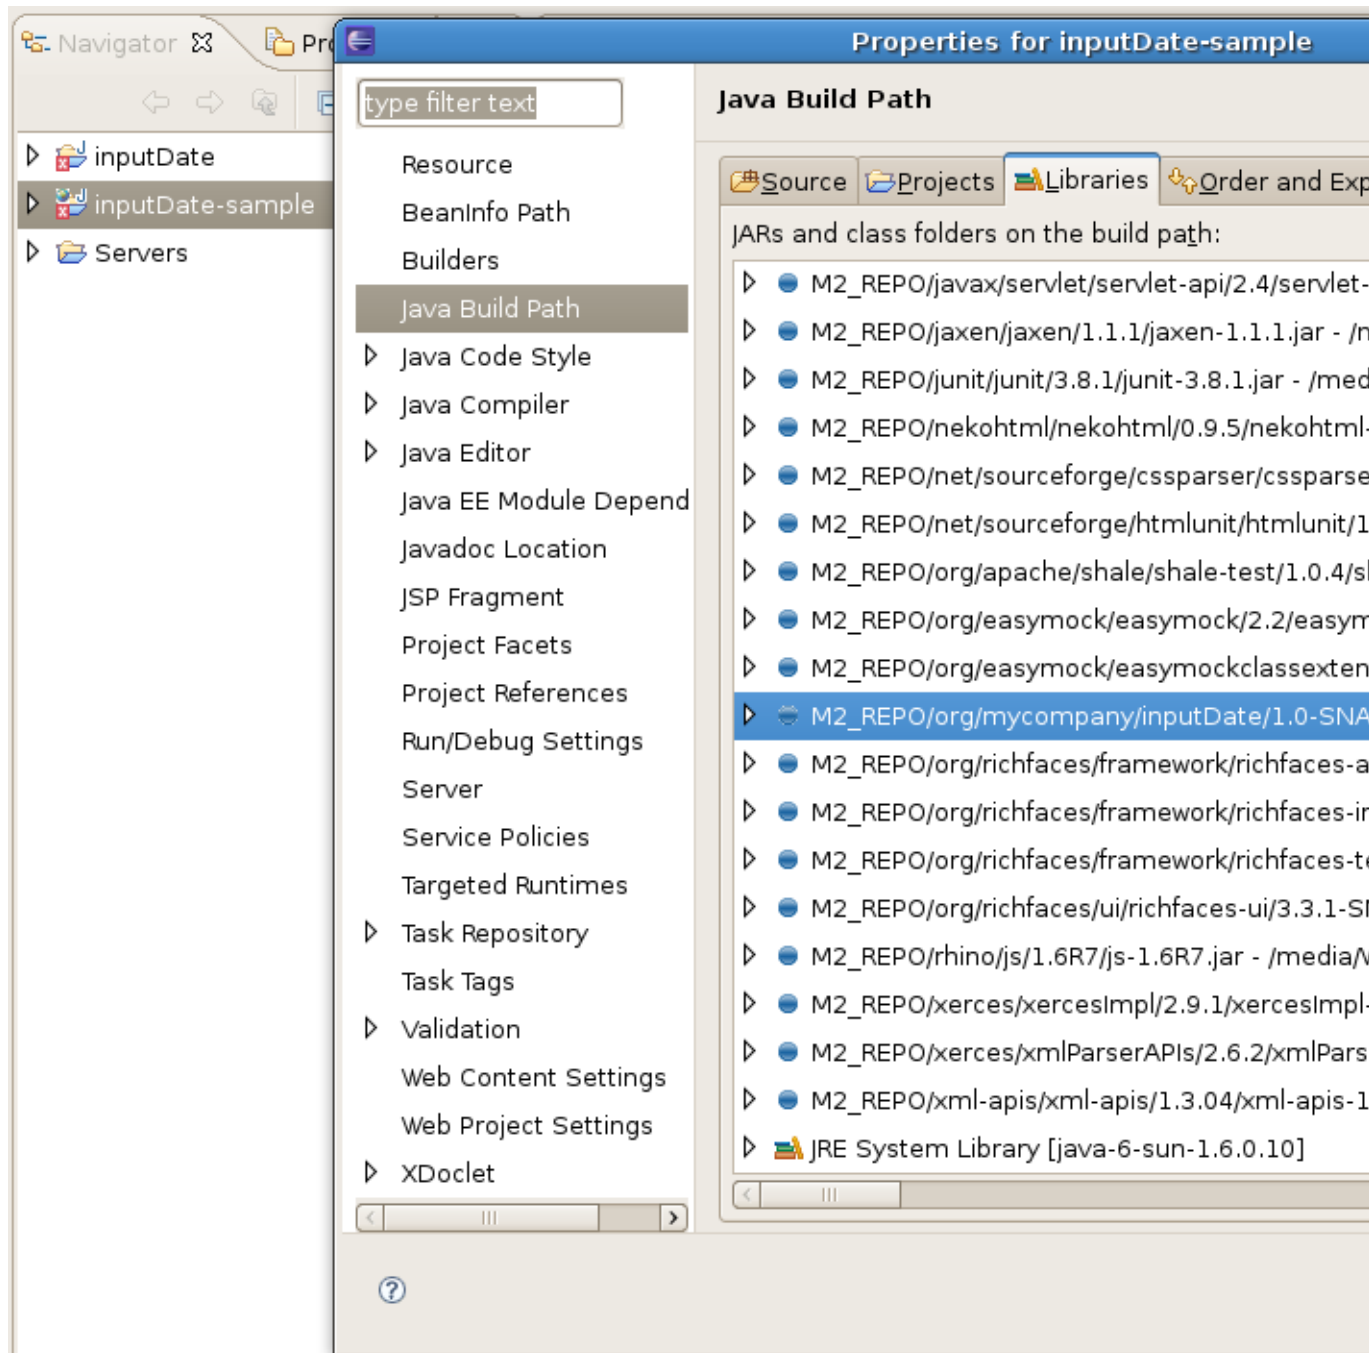 Navigator
Properties for inputDate-sample
inputDate
inputDate-sample
Servers
type filter text
Resource
BeanInfo Path
Builders
Java Build Path
Java Code Style
Java Compiler
Java Editor
Java EE Module Depend
Javadoc Location
JSP Fragment
Project Facets
Project References
Run/Debug Settings
Server
Service Policies
Targeted Runtimes
Task Repository
Task Tags
Validation
Web Content Settings
Web Project Settings
XDoclet
Java Build Path
Source Projects Libraries Order and Exp
JARs and class folders on the build path:
M2_REPO/javax/servlet/servlet-api/2.4/servlet-
M2_REPO/jaxen/jaxen/1.1.1/jaxen-1.1.1.jar - /
M2_REPO/junit/junit/3.8.1/junit-3.8.1.jar - /med
M2_REPO/nekohtml/nekohtml/0.9.5/nekohtml-
M2_REPO/net/sourceforge/cssparser/cssparse
M2_REPO/net/sourceforge/htmlunit/htmlunit/1
M2_REPO/org/apache/shale/shale-test/1.0.4/s
M2_REPO/org/easymock/easymock/2.2/easym
M2_REPO/org/easymock/easymockclassexten
M2_REPO/org/mycompany/inputDate/1.0-SNA
M2_REPO/org/richfaces/framework/richfaces-a
M2_REPO/org/richfaces/framework/richfaces-i
M2_REPO/org/richfaces/framework/richfaces-t
M2_REPO/org/richfaces/ui/richfaces-ui/3.3.1-S
M2_REPO/rhino/js/1.6R7/js-1.6R7.jar - /media/
M2_REPO/xerces/xercesImpl/2.9.1/xercesImpl-
M2_REPO/xerces/xmlParserAPIs/2.6.2/xmlPars
M2_REPO/xml-apis/xml-apis/1.3.04/xml-apis-1
JRE System Library [java-6-sun-1.6.0.10]